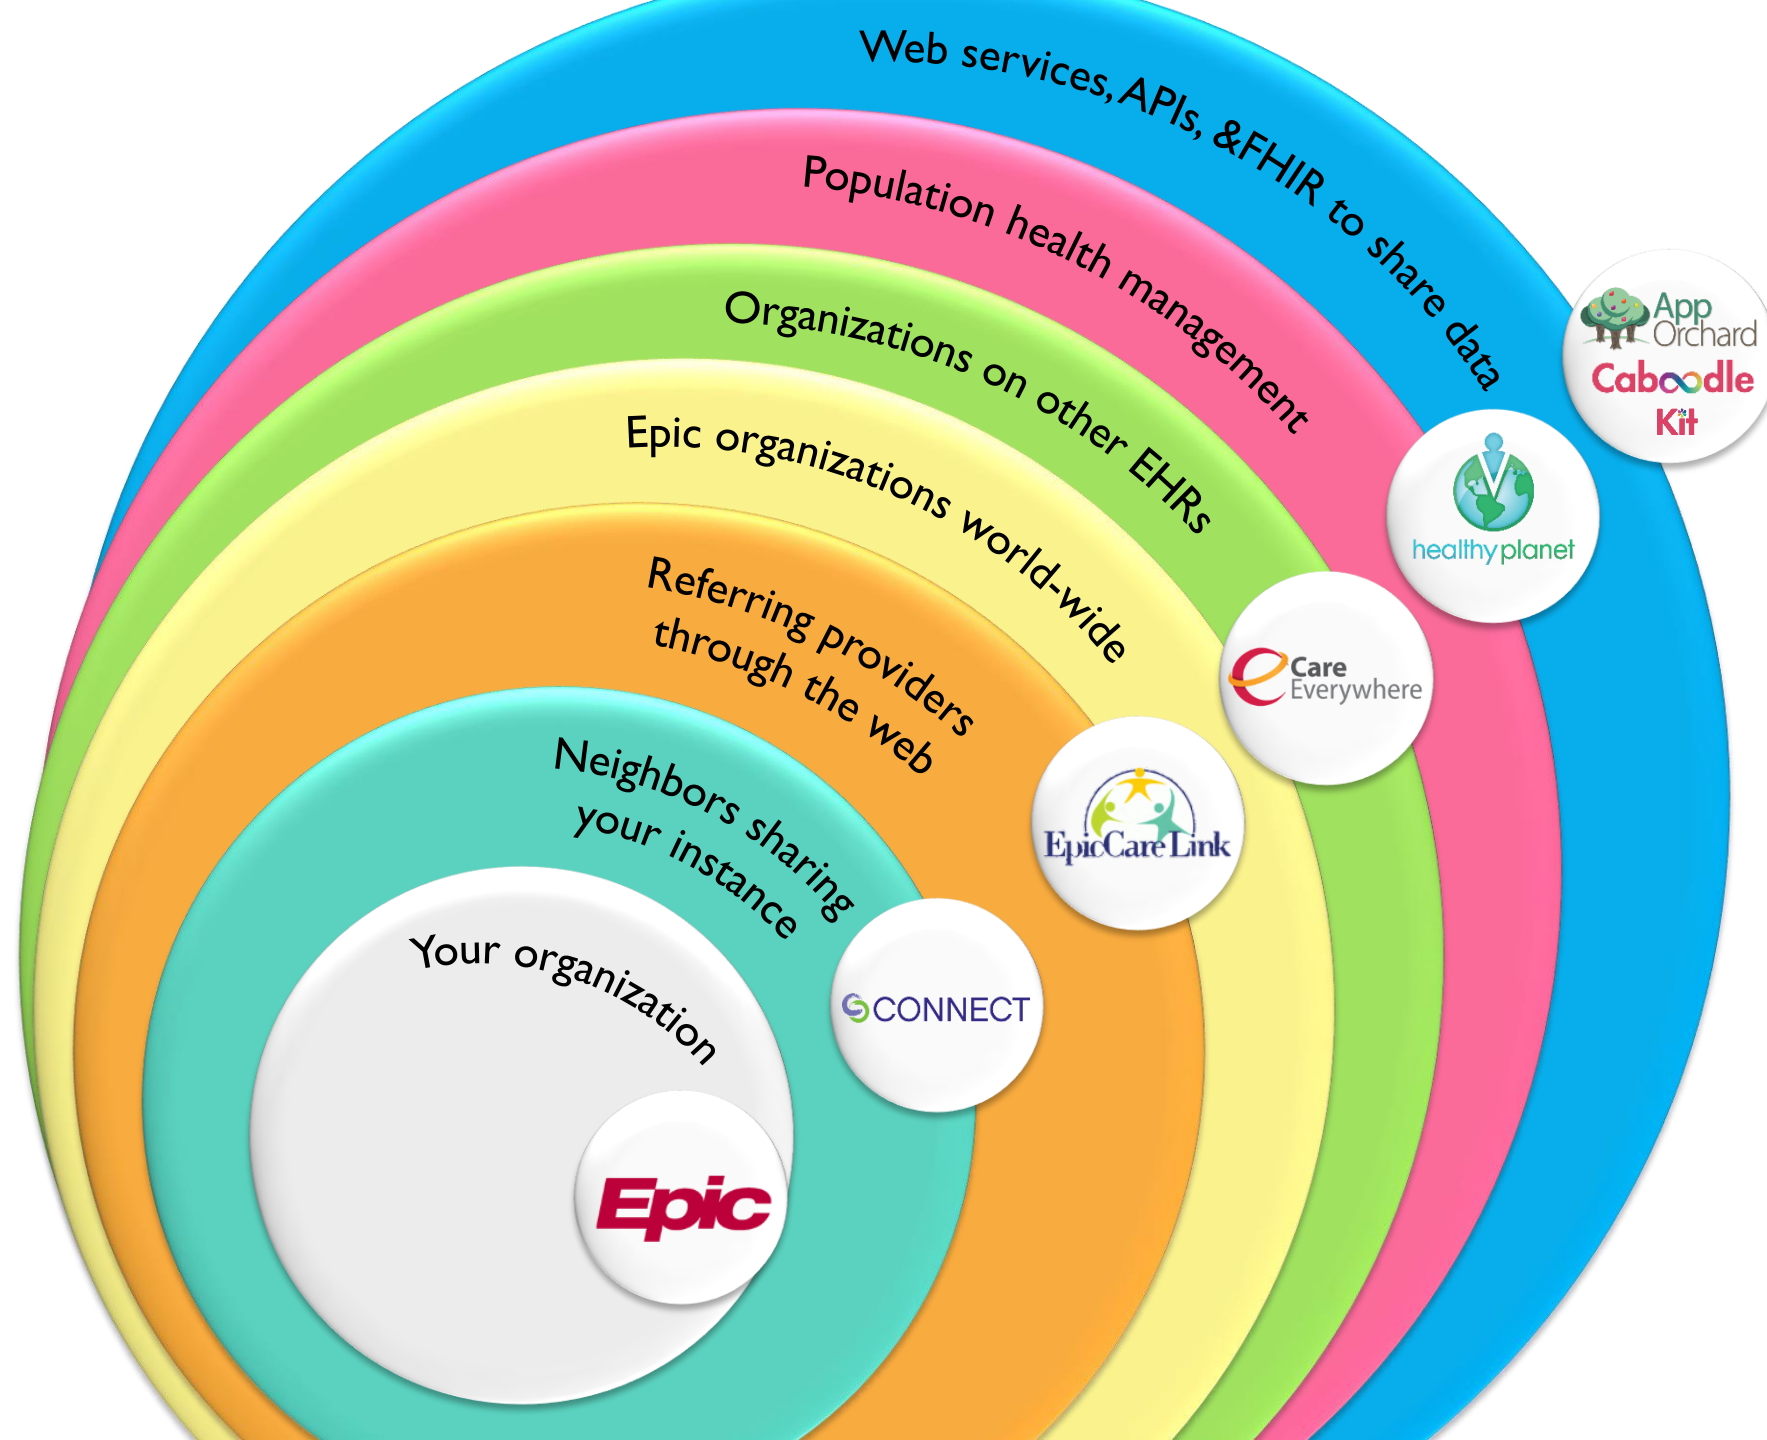 Web services, APIs, &FHIR to share data
Population health management
Organizations on other EHRs
Epic organizations world-wide
Referring providers
through the web
Neighbors sharing
your instance
Your organization
App
Orchard
Caboodle
Kit
healthyplanet
Care
Everywhere
EpicCare Link
CONNECT
Epic